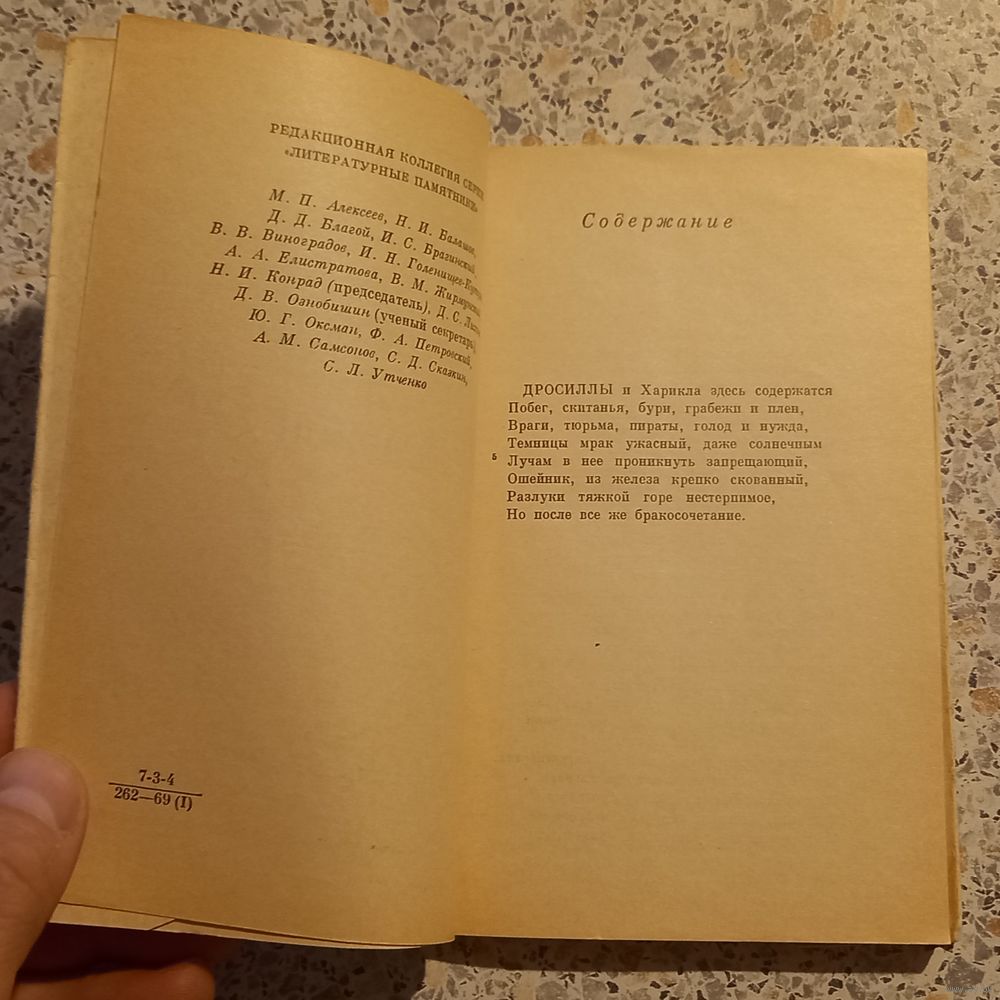 РЕДАКЦИОННАЯ КОЛЛЕГИЯ СЕРИИ
«ЛИТЕРАТУРНЫЕ ПАМЯТНИКИ»
М. П. Алексеев, Н. И. Балашов,
Д. Д. Благой, И. С. Брагинский,
В. В. Виноградов, И. Н. Голенищев-
А. А. Елистратова, В. М. Жирмунский,
Н. И. Конрад (председатель), Д. С.
Д. В. Ознобишин (ученый секретарь),
Ю. Г. Оксман, Ф. А. Петровский,
А. М. Самсонов, С. Д. Сказкин,
С. Л. Утченко
7-3-4
262—69 (I)
Содержание
ДРОСИЛЛЫ и Харикла здесь содержатся
Побег, скитанья, бури, грабежи и плен,
Враги, тюрьма, пираты, голод и нужда,
Темницы мрак ужасный, даже солнечным
5 Лучам в нее проникнуть запрещающий,
Ошейник, из железа крепко скованный,
Разлуки тяжкой горе нестерпимое,
Но после все же бракосочетание.